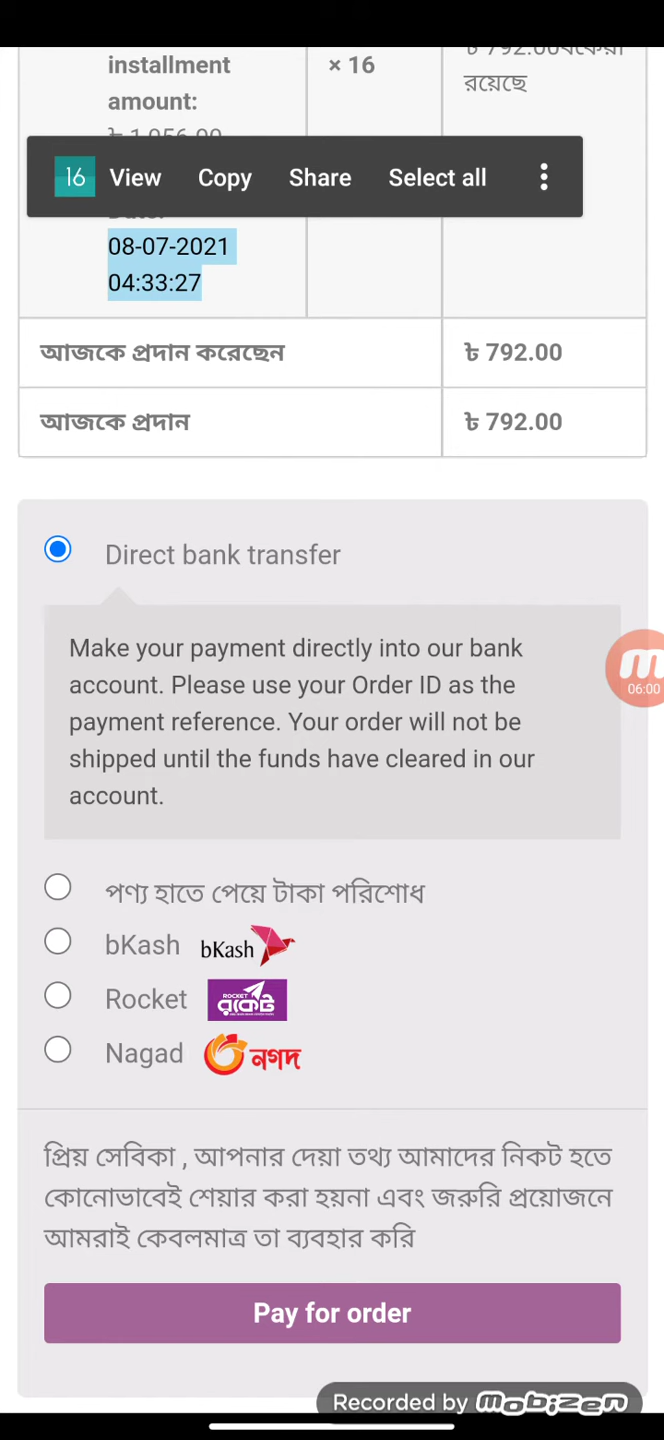 installment
amount:
× 16
রয়েছে
16 View Copy Share Select all
08-07-2021
04:33:27
আজকে প্রদান করেছেন ৳ 792.00
আজকে প্রদান ৳ 792.00
Direct bank transfer
Make your payment directly into our bank
account. Please use your Order ID as the
payment reference. Your order will not be
shipped until the funds have cleared in our
account.
06:00
পণ্য হাতে পেয়ে টাকা পরিশোধ
bKash bKash
Rocket ROCKET রকেট
Nagad নগদ
প্রিয় সেবিকা , আপনার দেয়া তথ্য আমাদের নিকট হতে
কোনোভাবেই শেয়ার করা হয়না এবং জরুরি প্রয়োজনে
আমরাই কেবলমাত্র তা ব্যবহার করি
Pay for order
Recorded by mobizen